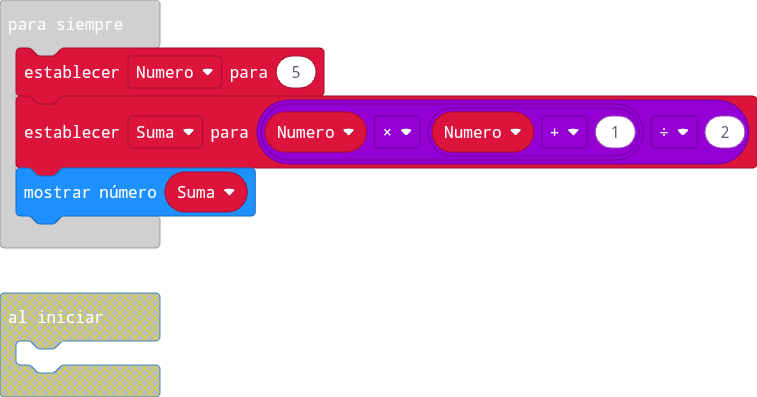 para siempre
establecer Numero para 5
establecer Suma para Numero × Numero + 1 ÷ 2
mostrar número Suma
al iniciar